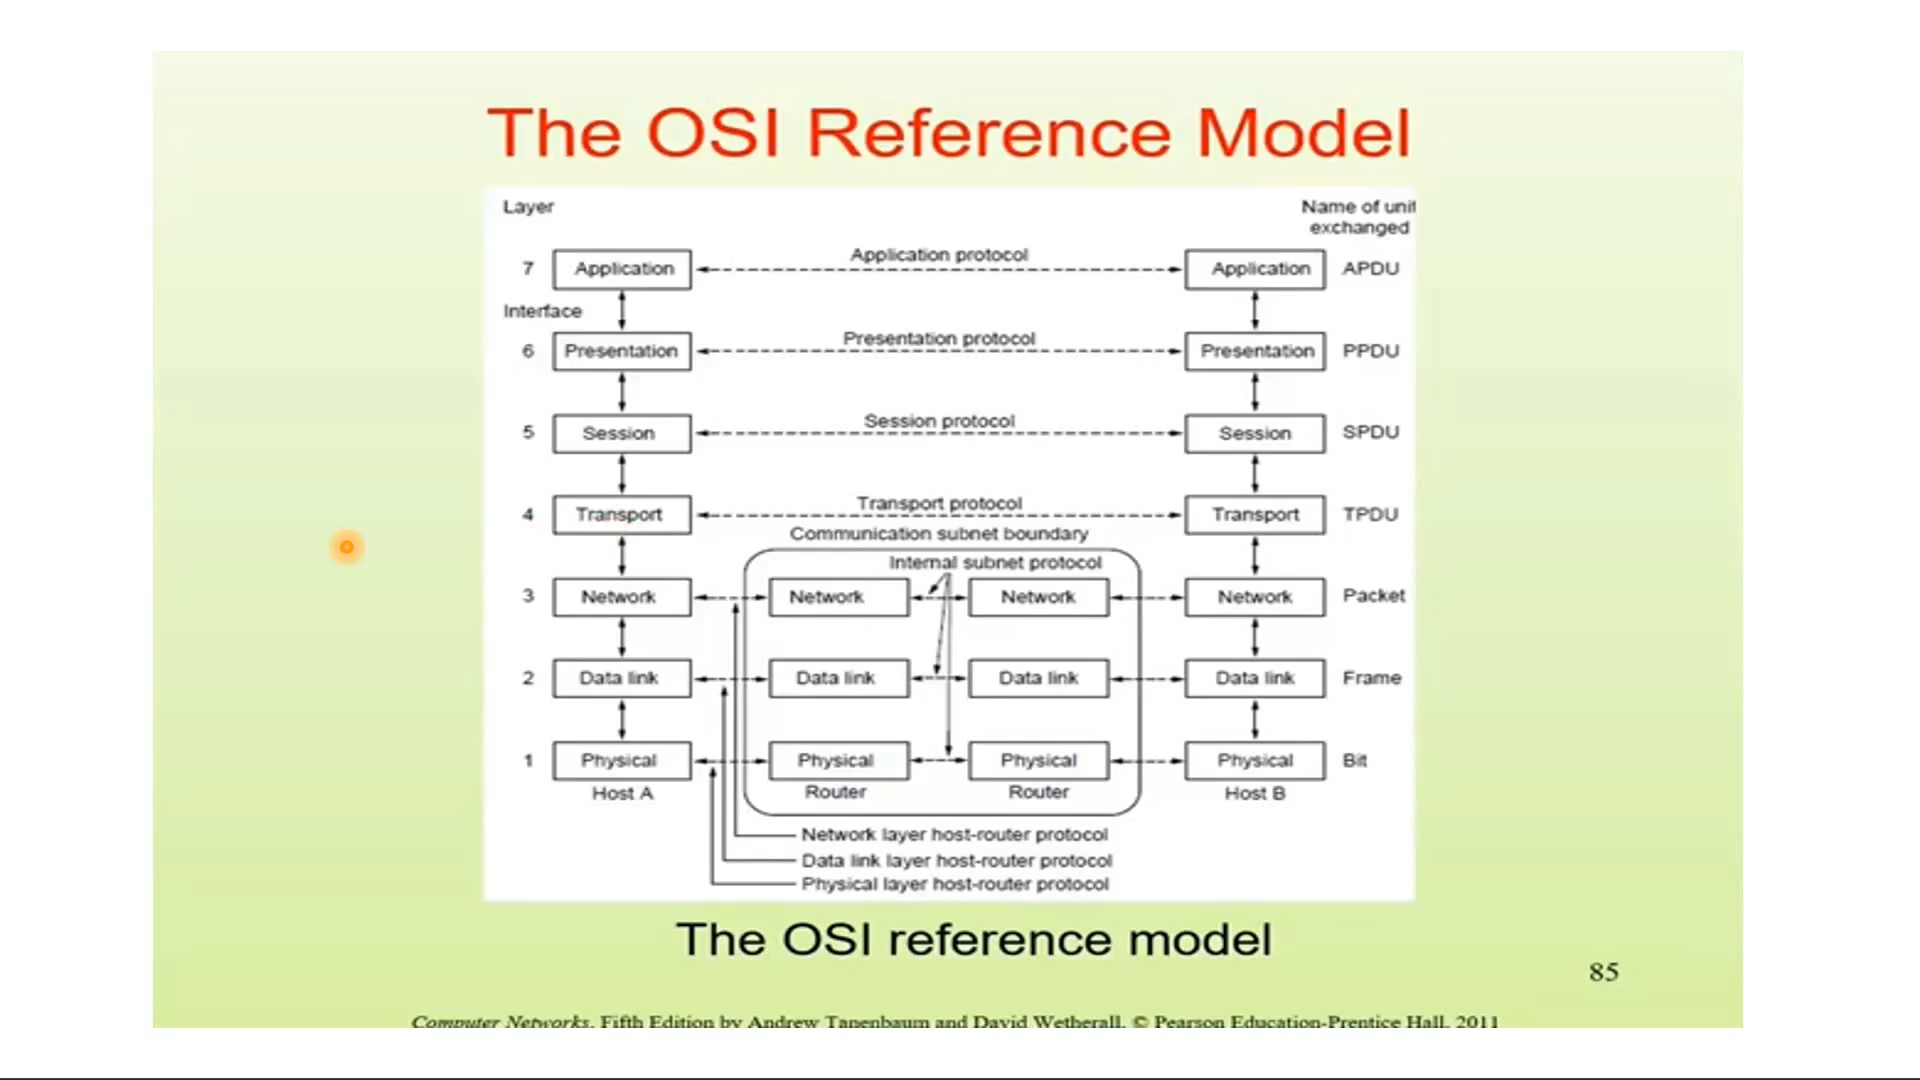 The OSI Reference Model
Layer
Name of unit
exchanged
7 Application Application protocol Application APDU
Interface
6 Presentation Presentation protocol Presentation PPDU
5 Session Session protocol Session SPDU
4 Transport Transport protocol Transport TPDU
Communication subnet boundary
Internal subnet protocol
3 Network Network Network Network Packet
2 Data link Data link Data link Data link Frame
1 Physical Physical Physical Physical Bit
Host A Router Router Host B
Network layer host-router protocol
Data link layer host-router protocol
Physical layer host-router protocol
The OSI reference model
85
Computer Networks, Fifth Edition by Andrew Tanenbaum and David Wetherall, © Pearson Education-Prentice Hall, 2011